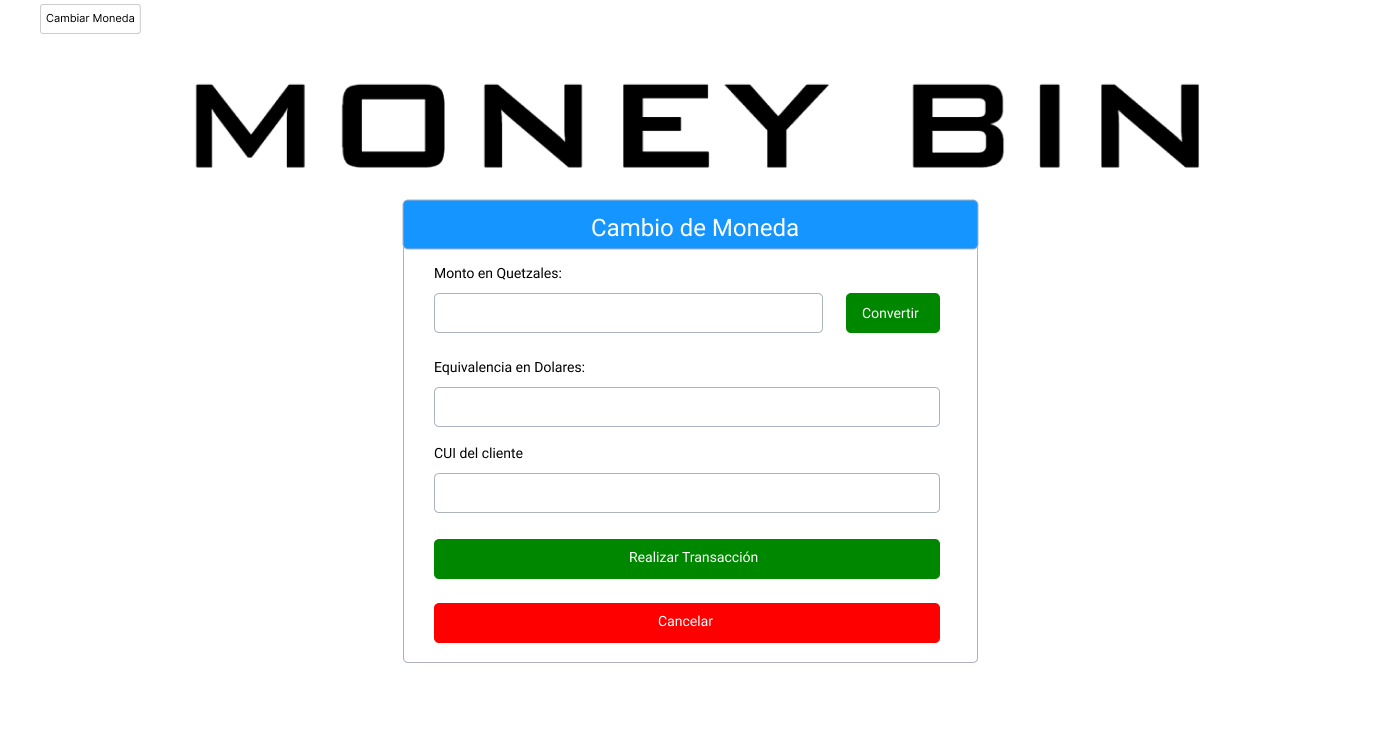 Cambiar Moneda
MONEY BIN
Cambio de Moneda
Monto en Quetzales:
Convertir
Equivalencia en Dolares:
CUI del cliente
Realizar Transacción
Cancelar